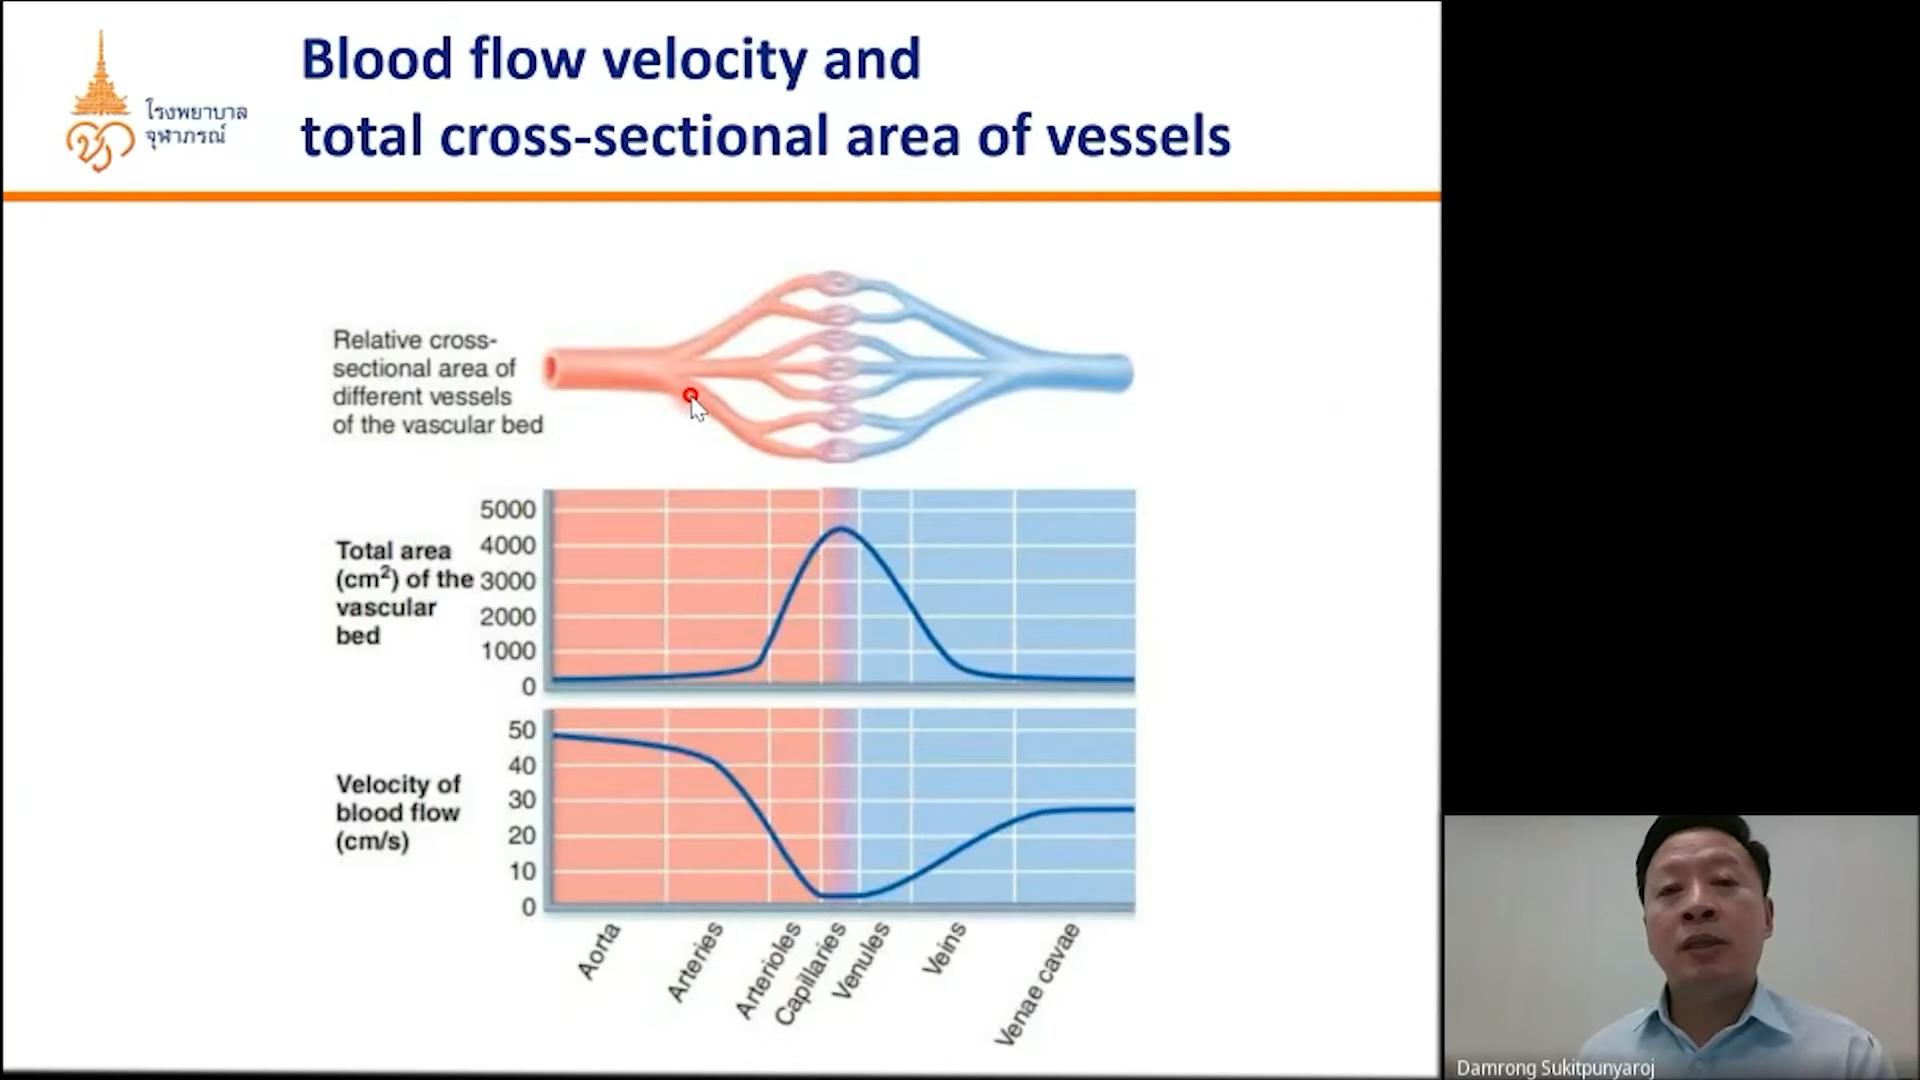 Blood flow velocity and
total cross-sectional area of vessels
โรงพยาบาล
จุฬาภรณ์
Relative cross-
sectional area of
different vessels
of the vascular bed
Total area
(cm²) of the
vascular
bed
5000
4000
3000
2000
1000
0
Velocity of
blood flow
(cm/s)
50
40
30
20
10
0
Aorta
Arteries
Arterioles
Capillaries
Venules
Veins
Venae cavae
Damrong Sukitpunyaroj